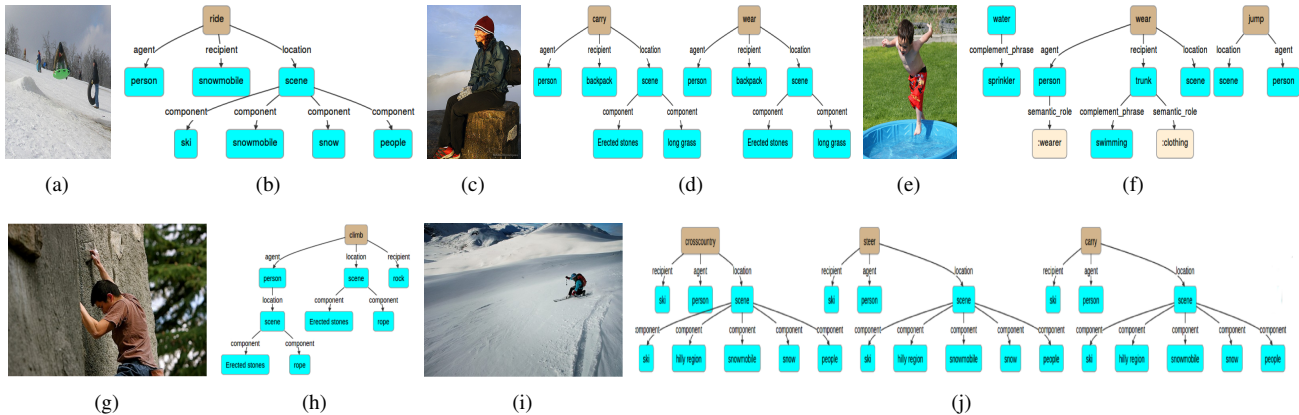 ride
agent recipient location
person snowmobile scene
component component component component
ski snowmobile snow people
carry wear
agent recipient location agent recipient location
person backpack scene person backpack scene
component component component component
Erected stones long grass Erected stones long grass
water wear jump
complement_phrase agent recipient location location agent
sprinkler person trunk scene scene person
semantic_role complement_phrase semantic_role
:wearer swimming :clothing
(a) (b) (c) (d) (e) (f)
climb
agent location recipient
person scene rock
location component component
scene Erected stones rope
component component
Erected stones rope
crosscountry steer carry
recipient agent location recipient agent location recipient agent location
ski person scene ski person scene ski person scene
component component component component component component component component component component component component component component component
ski hilly region snowmobile snow people ski hilly region snowmobile snow people ski hilly region snowmobile snow people
(g) (h) (i) (j)